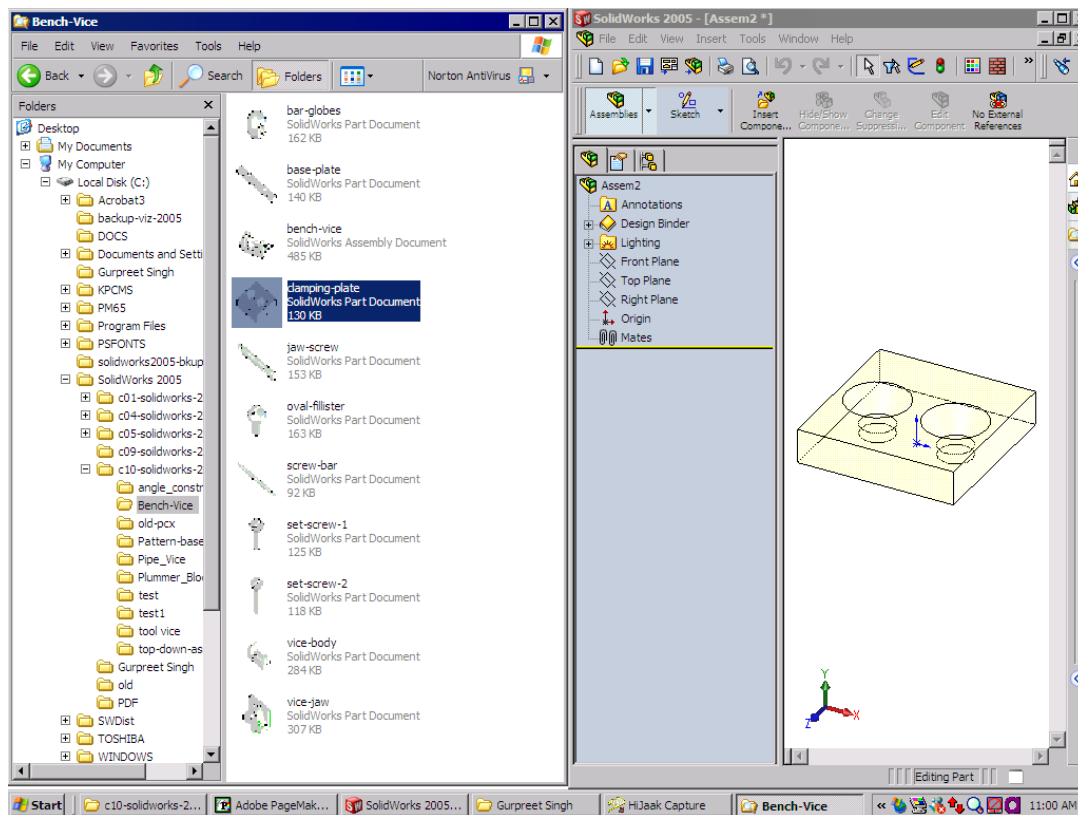 Bench-Vice
File Edit View Favorites Tools Help
Back Search Folders Norton AntiVirus
Folders
Desktop
My Documents
My Computer
Local Disk (C:)
Acrobat3
backup-viz-2005
DOCS
Documents and Setti
Gurpreet Singh
KPCMS
PM65
Program Files
PSFONTS
solidworks2005-bkup
SolidWorks 2005
c01-solidworks-2
c04-solidworks-2
c05-solidworks-2
c09-solidworks-2
c10-solidworks-2
angle_constr
Bench-Vice
old-pcx
Pattern-base
Pipe_Vice
Plummer_Blo
test
test1
tool vice
top-down-as
Gurpreet Singh
old
PDF
SWDist
TOSHIBA
WINDOWS
bar-globes
SolidWorks Part Document
162 KB
base-plate
SolidWorks Part Document
140 KB
bench-vice
SolidWorks Assembly Document
485 KB
clamping-plate
SolidWorks Part Document
130 KB
jaw-screw
SolidWorks Part Document
153 KB
oval-fillister
SolidWorks Part Document
163 KB
screw-bar
SolidWorks Part Document
92 KB
set-screw-1
SolidWorks Part Document
125 KB
set-screw-2
SolidWorks Part Document
118 KB
vice-body
SolidWorks Part Document
284 KB
vice-jaw
SolidWorks Part Document
307 KB
SolidWorks 2005 - [Assem2 *]
File Edit View Insert Tools Window Help
Assemblies Sketch Insert Compone... Hide/Show Compone... Change Suppressi... Edit Component No External References
Assem2
Annotations
Design Binder
Lighting
Front Plane
Top Plane
Right Plane
Origin
Mates
Y
X
Z
Editing Part
Start c10-solidworks-2... Adobe PageMak... SolidWorks 2005... Gurpreet Singh HiJaak Capture Bench-Vice 11:00 AM